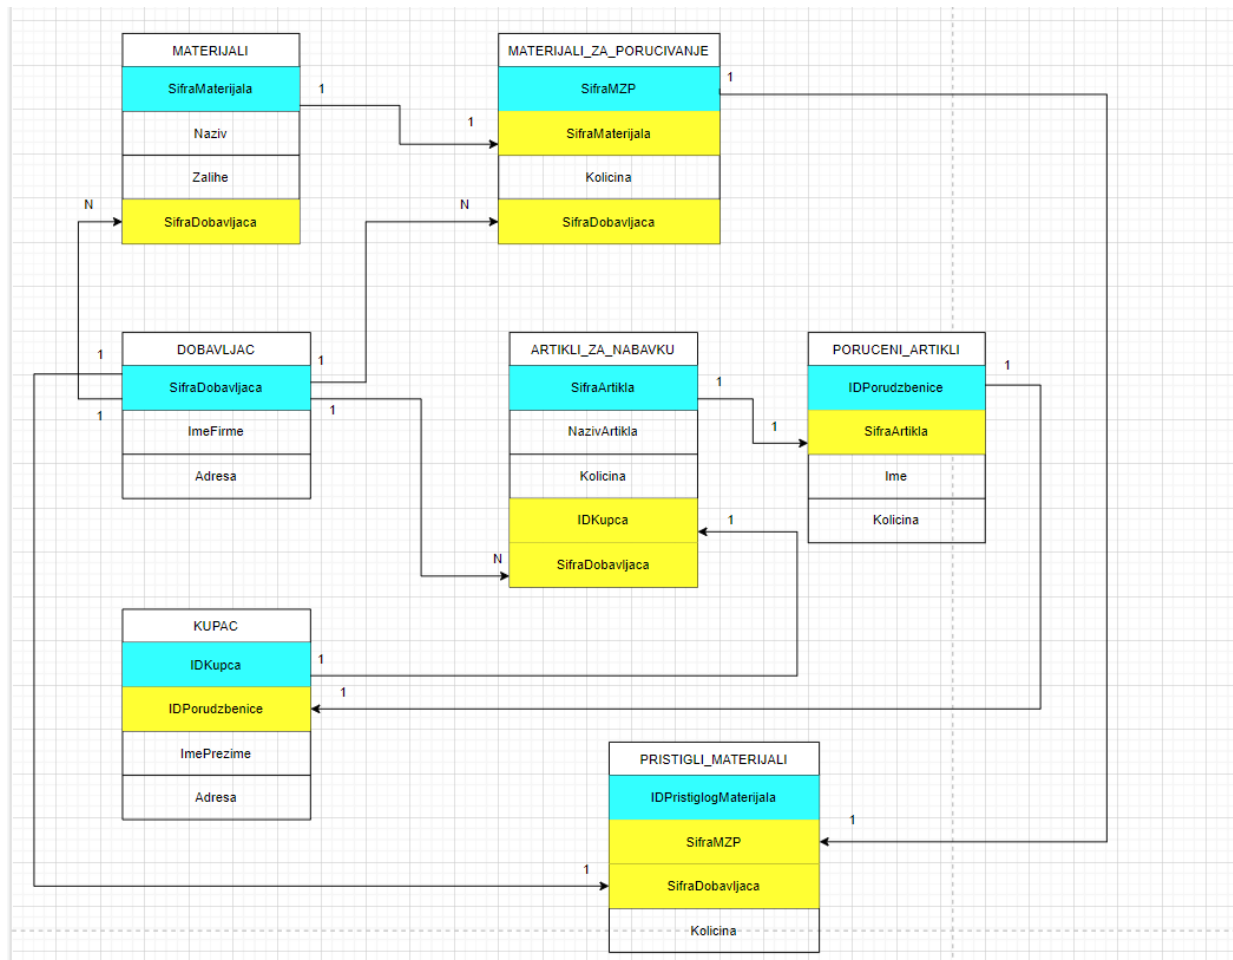 MATERIJALI
SifraMaterijala
Naziv
Zalihe
SifraDobavljaca
1
1
N
MATERIJALI_ZA_PORUCIVANJE
SifraMZP
SifraMaterijala
Kolicina
SifraDobavljaca
1
N
DOBAVLJAC
SifraDobavljaca
ImeFirme
Adresa
1
1
1
1
ARTIKLI_ZA_NABAVKU
SifraArtikla
NazivArtikla
Kolicina
IDKupca
SifraDobavljaca
1
1
N
1
PORUCENI_ARTIKLI
IDPorudzbenice
SifraArtikla
Ime
Kolicina
1
KUPAC
IDKupca
IDPorudzbenice
ImePrezime
Adresa
1
1
PRISTIGLI_MATERIJALI
IDPristiglogMaterijala
SifraMZP
SifraDobavljaca
Kolicina
1
1